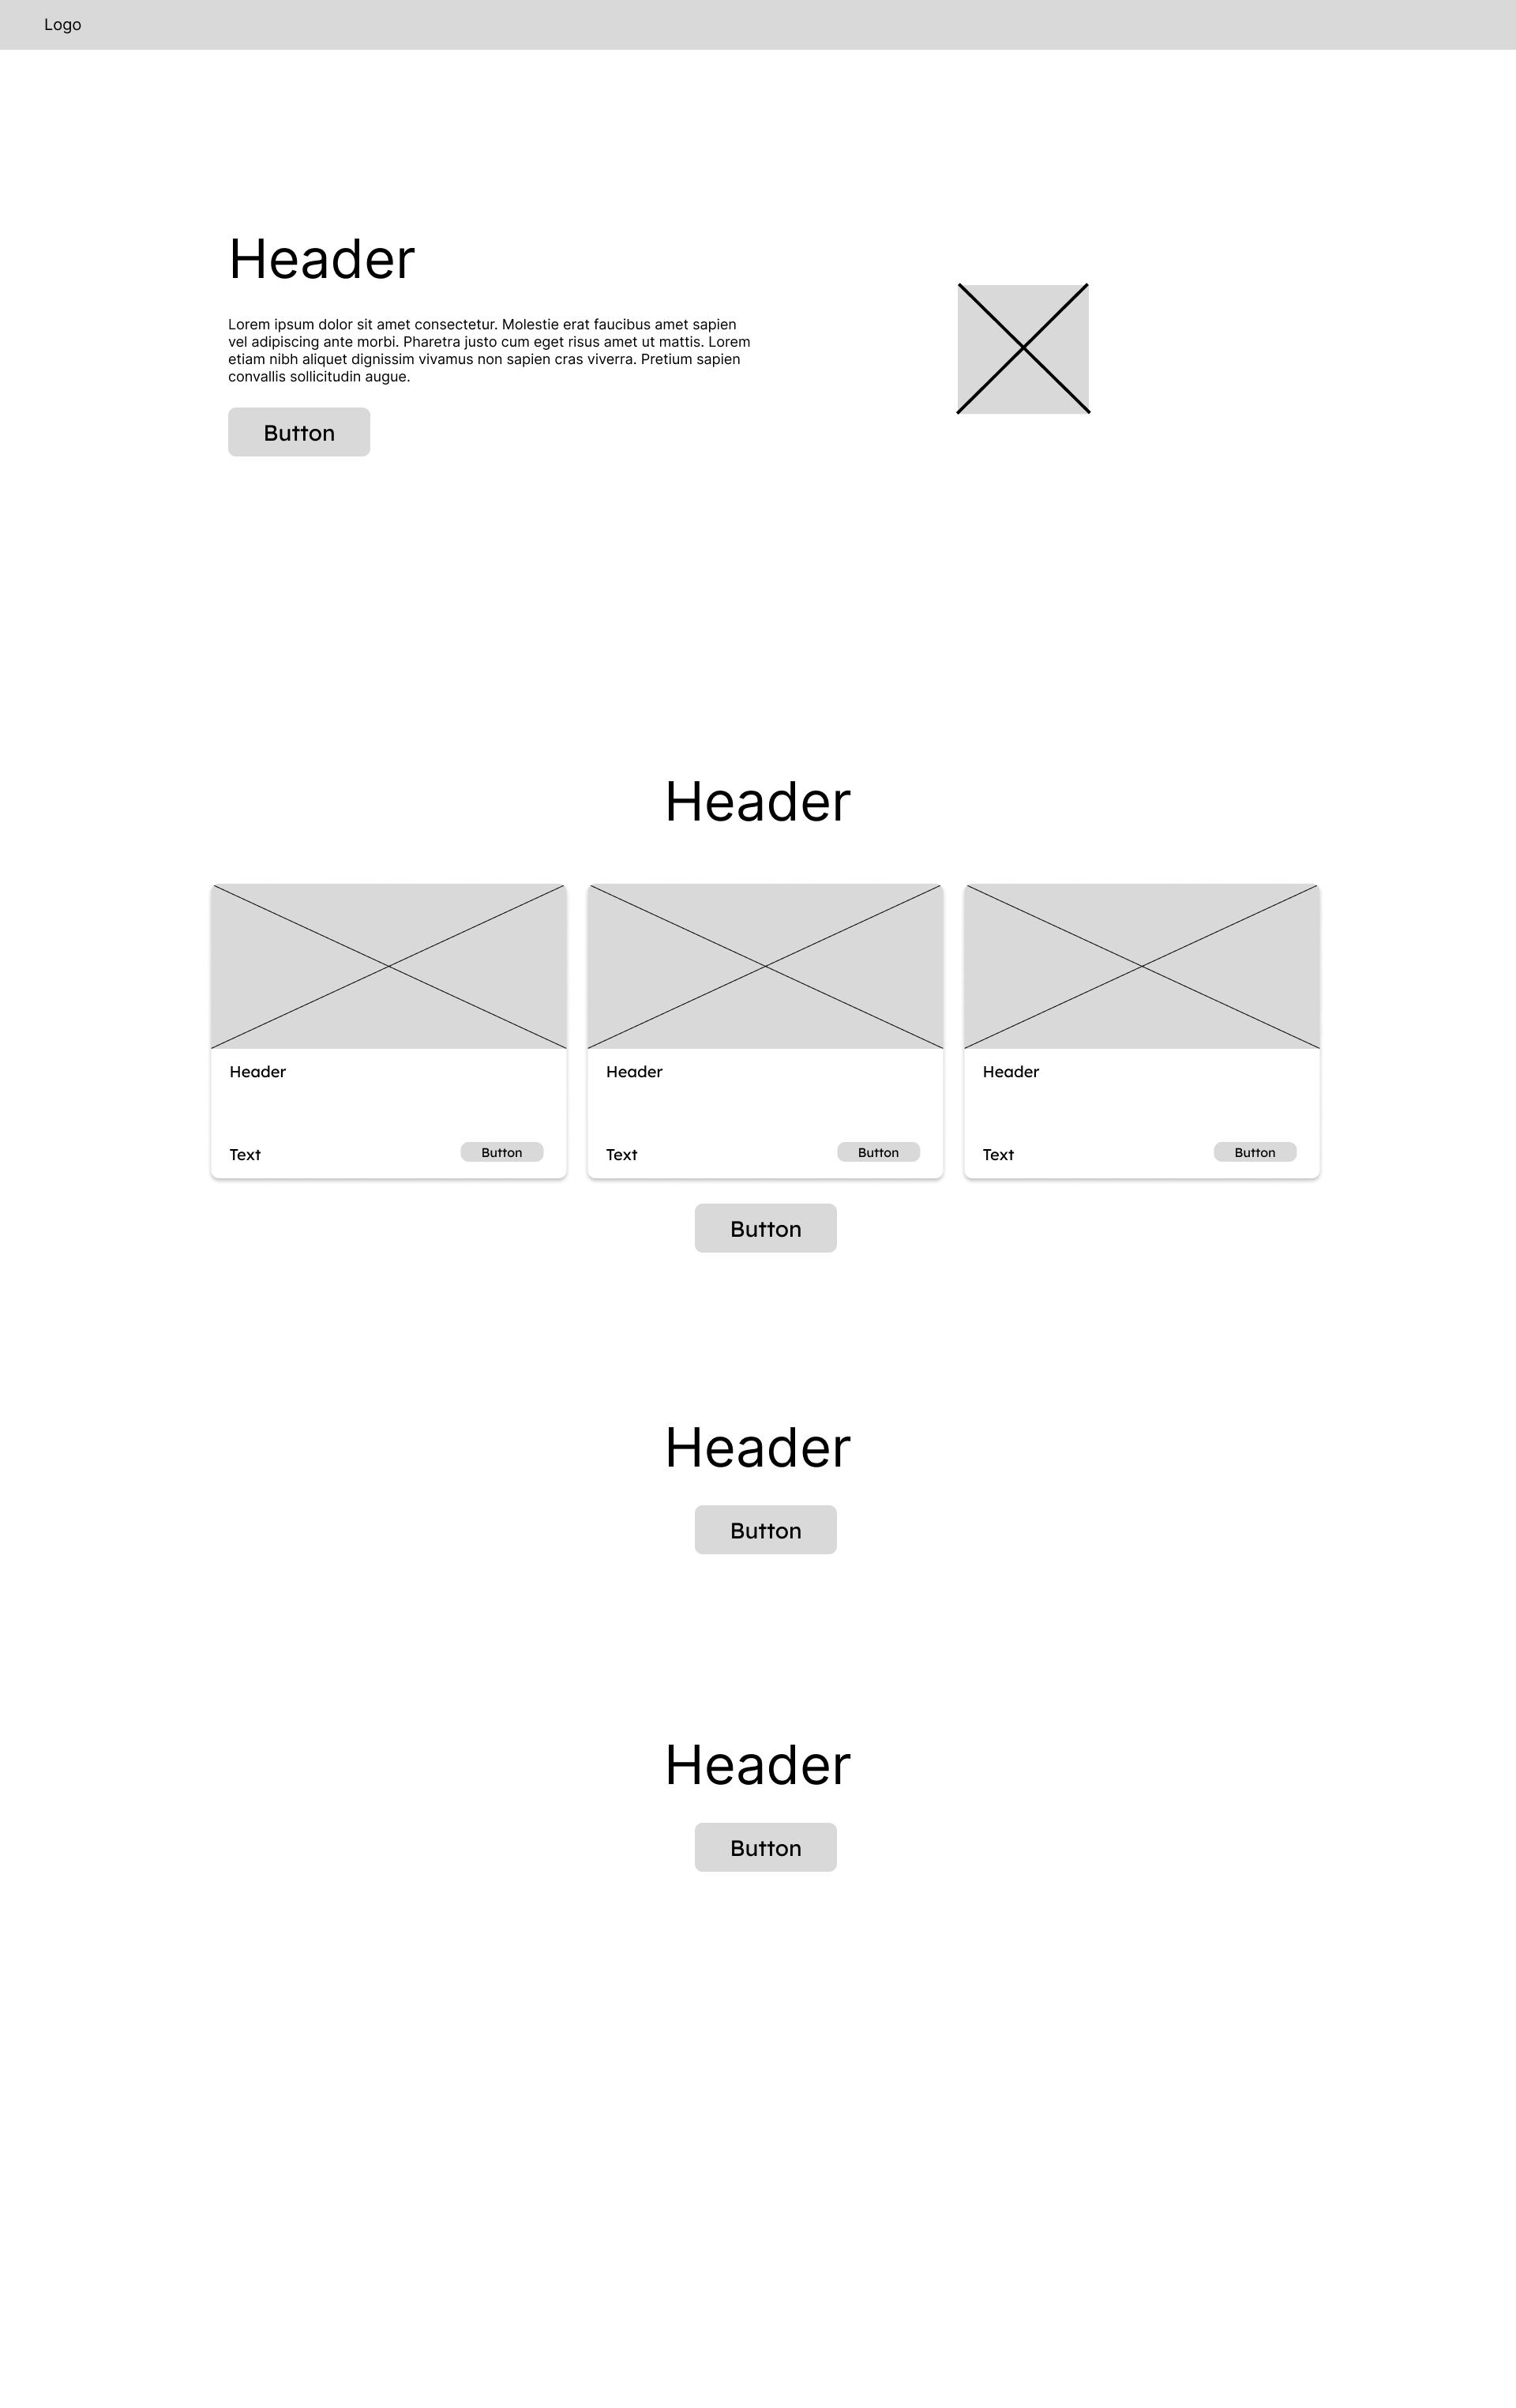 Logo
Header
Lorem ipsum dolor sit amet consectetur. Molestie erat faucibus amet sapien
vel adipiscing ante morbi. Pharetra justo cum eget risus amet ut mattis. Lorem
etiam nibh aliquet dignissim vivamus non sapien cras viverra. Pretium sapien
convallis sollicitudin augue.
Button
Header
Header
Text
Button
Header
Text
Button
Header
Text
Button
Button
Header
Button
Header
Button